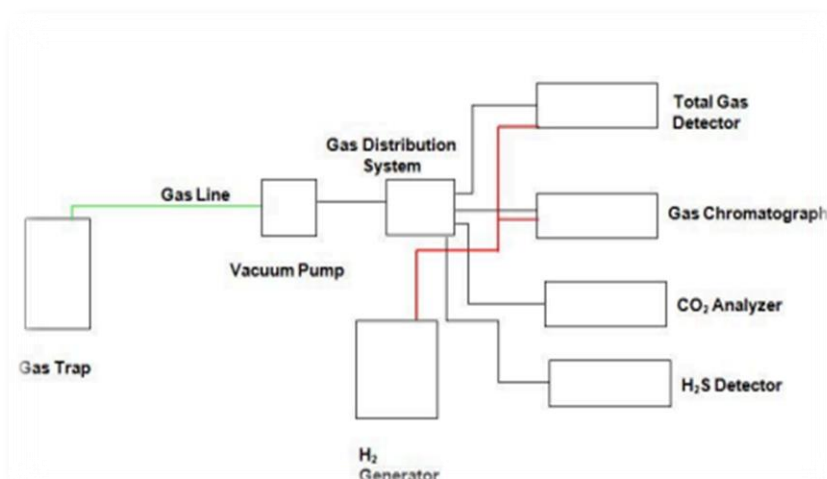 Total Gas
Detector
Gas Distribution
System
Gas Line
Gas Chromatograph
Vacuum Pump
CO₂ Analyzer
Gas Trap
H₂S Detector
H₂
Generator